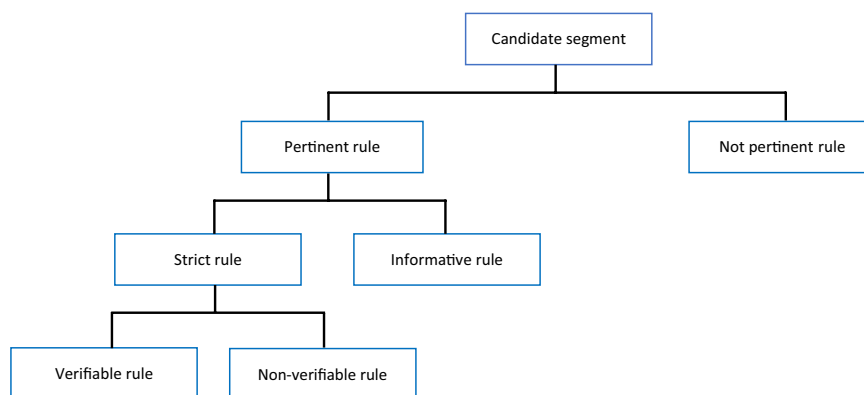 Candidate segment
Pertinent rule
Not pertinent rule
Strict rule
Informative rule
Verifiable rule
Non-verifiable rule